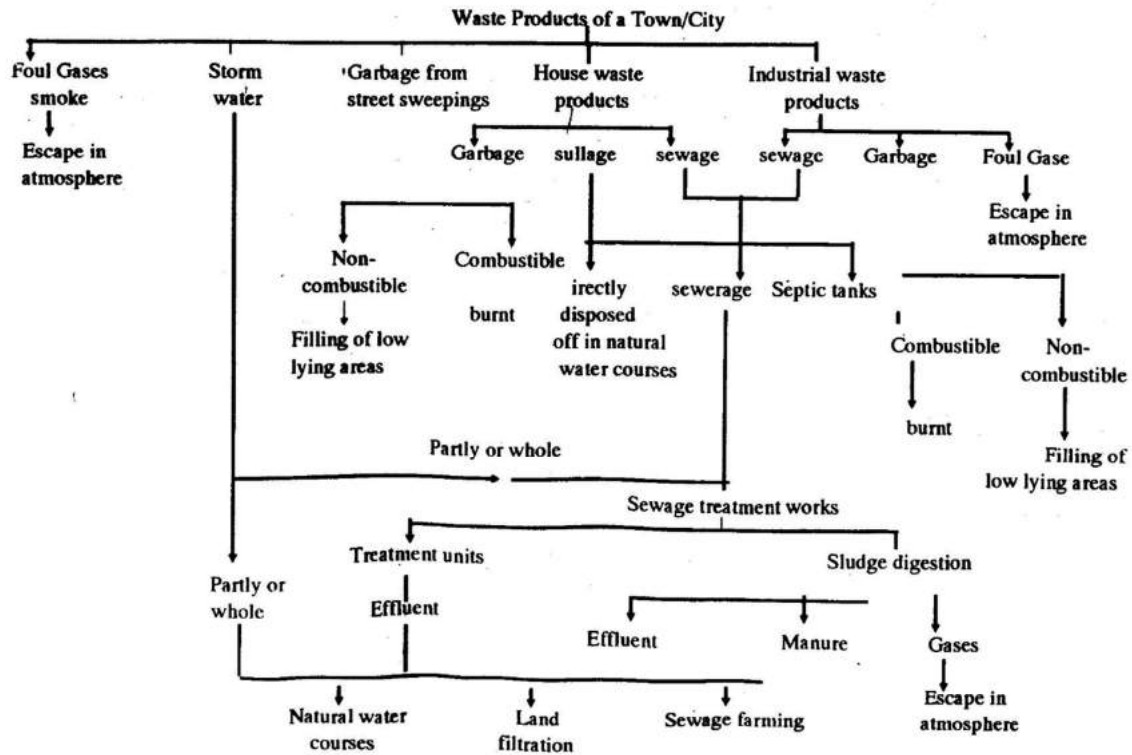 Waste Products of a Town/City
Foul Gases
smoke
Storm
water
Garbage from
street sweepings
House waste
products
Industrial waste
products
Escape in
atmosphere
Garbage
sullage
sewage
sewage
Garbage
Foul Gase
Escape in
atmosphere
Non-
combustible
Combustible
Filling of low
lying areas
burnt
irectly
disposed
off in natural
water courses
sewerage
Septic tanks
Combustible
Non-
combustible
burnt
Filling of
low lying areas
Partly or whole
Sewage treatment works
Treatment units
Sludge digestion
Partly or
whole
Effluent
Effluent
Manure
Gases
Escape in
atmosphere
Natural water
courses
Land
filtration
Sewage farming